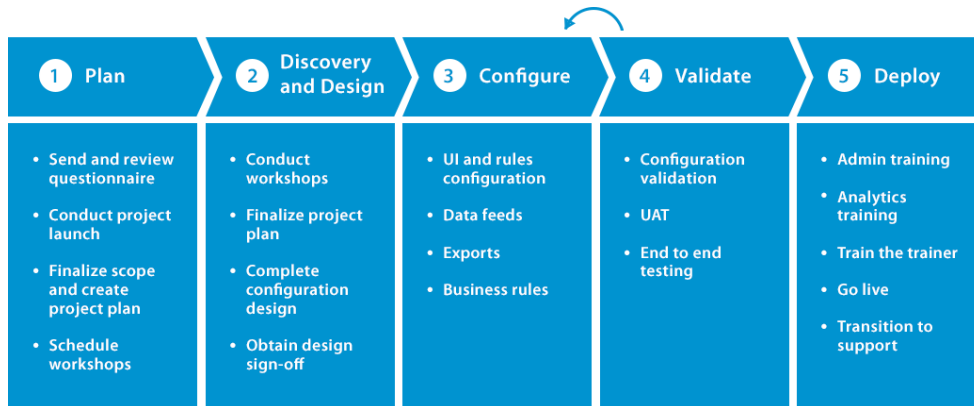 1 Plan
• Send and review
questionnaire
• Conduct project
launch
• Finalize scope
and create
project plan
• Schedule
workshops
2 Discovery
and Design
• Conduct
workshops
• Finalize project
plan
• Complete
configuration
design
• Obtain design
sign-off
3 Configure
• UI and rules
configuration
• Data feeds
• Exports
• Business rules
4 Validate
• Configuration
validation
• UAT
• End to end
testing
5 Deploy
• Admin training
• Analytics
training
• Train the trainer
• Go live
• Transition to
support